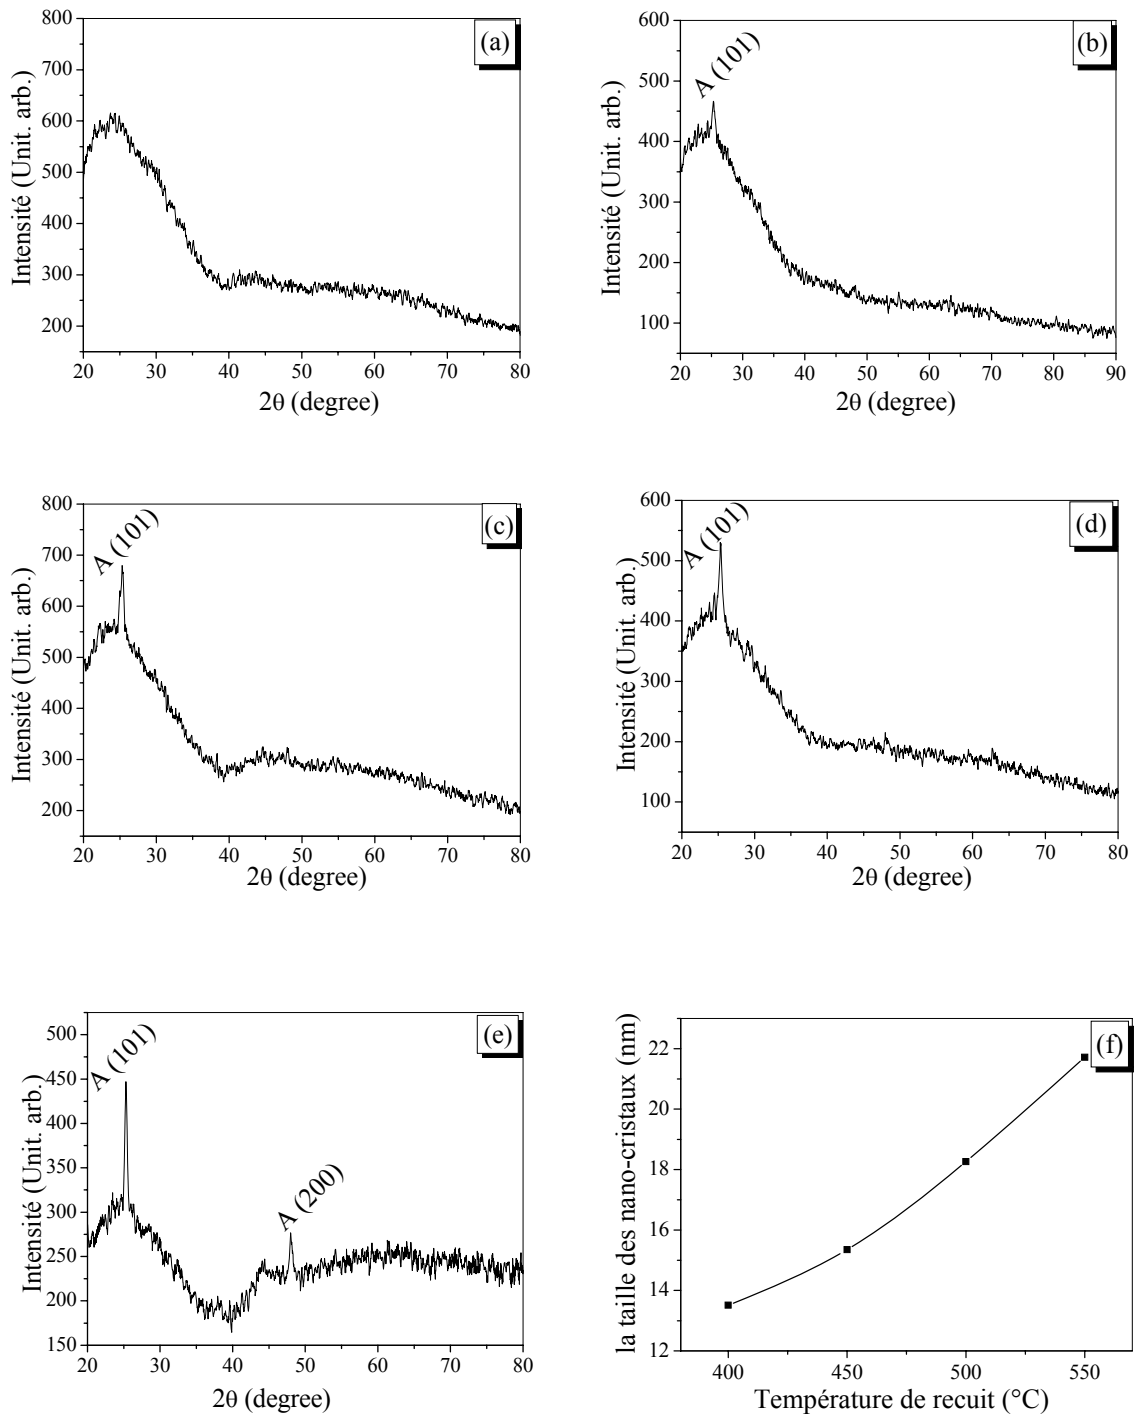 (a)
800
700
600
500
400
300
200
20 30 40 50 60 70 80
2θ (degree)
Intensité (Unit. arb.)
(b)
A (101)
600
500
400
300
200
100
20 30 40 50 60 70 80 90
2θ (degree)
Intensité (Unit. arb.)
(c)
A (101)
800
700
600
500
400
300
200
20 30 40 50 60 70 80
2θ (degree)
Intensité (Unit. arb.)
(d)
A (101)
600
500
400
300
200
100
20 30 40 50 60 70 80
2θ (degree)
Intensité (Unit. arb.)
(e)
A (101)
A (200)
500
450
400
350
300
250
200
150
20 30 40 50 60 70 80
2θ (degree)
Intensité (Unit. arb.)
(f)
22
20
18
16
14
12
400 450 500 550
Température de recuit (°C)
la taille des nano-cristaux (nm)